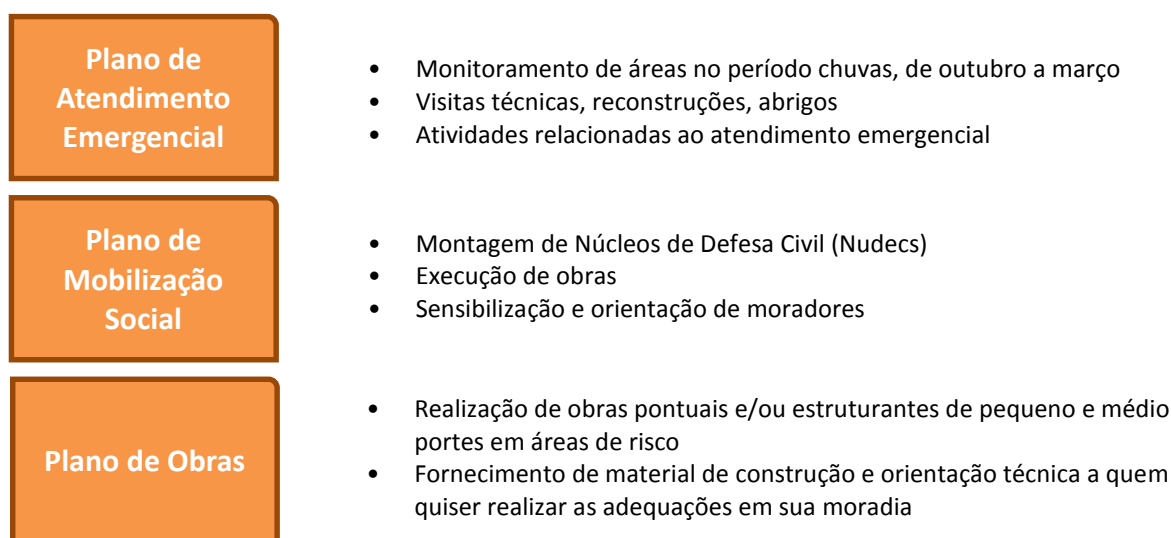 Plano de
Atendimento
Emergencial
• Monitoramento de áreas no período chuvas, de outubro a março
• Visitas técnicas, reconstruções, abrigos
• Atividades relacionadas ao atendimento emergencial
Plano de
Mobilização
Social
• Montagem de Núcleos de Defesa Civil (Nudecs)
• Execução de obras
• Sensibilização e orientação de moradores
Plano de Obras
• Realização de obras pontuais e/ou estruturantes de pequeno e médio
portes em áreas de risco
• Fornecimento de material de construção e orientação técnica a quem
quiser realizar as adequações em sua moradia